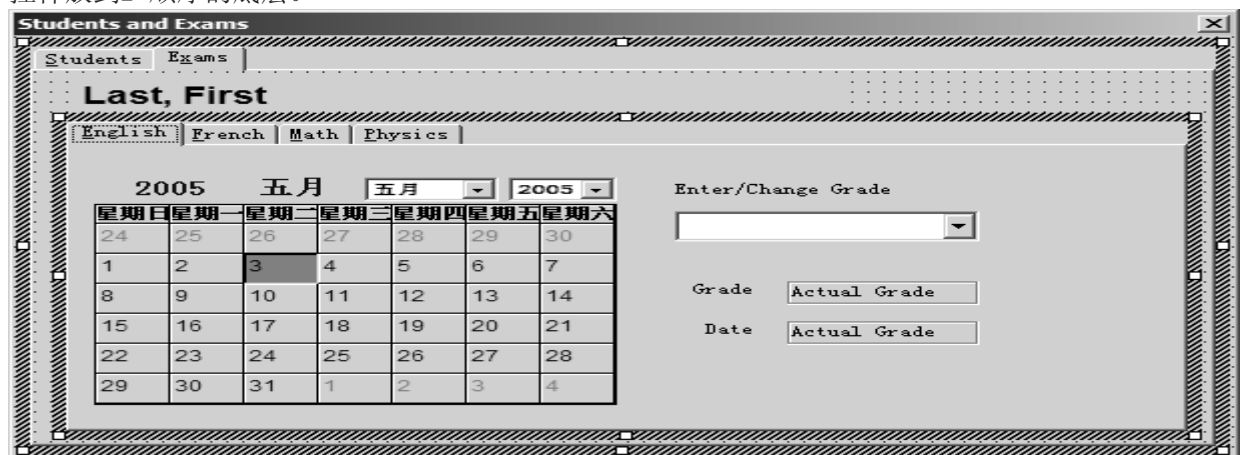 Students and Exams
Students Exams
Last, First
English French Math Physics
2005 五月 五月 2005
星期日 星期一 星期二 星期三 星期四 星期五 星期六
24 25 26 27 28 29 30
1 2 3 4 5 6 7
8 9 10 11 12 13 14
15 16 17 18 19 20 21
22 23 24 25 26 27 28
29 30 31 1 2 3 4
Enter/Change Grade
Grade Actual Grade
Date Actual Grade